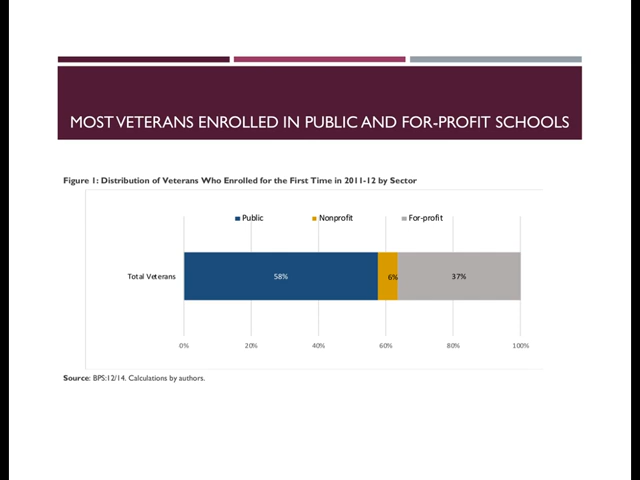 MOST VETERANS ENROLLED IN PUBLIC AND FOR-PROFIT SCHOOLS
Figure 1: Distribution of Veterans Who Enrolled for the First Time in 2011-12 by Sector
Public Nonprofit For-profit
Total Veterans 58% 6% 37%
0% 20% 40% 60% 80% 100%
Source: BPS:12/14. Calculations by authors.